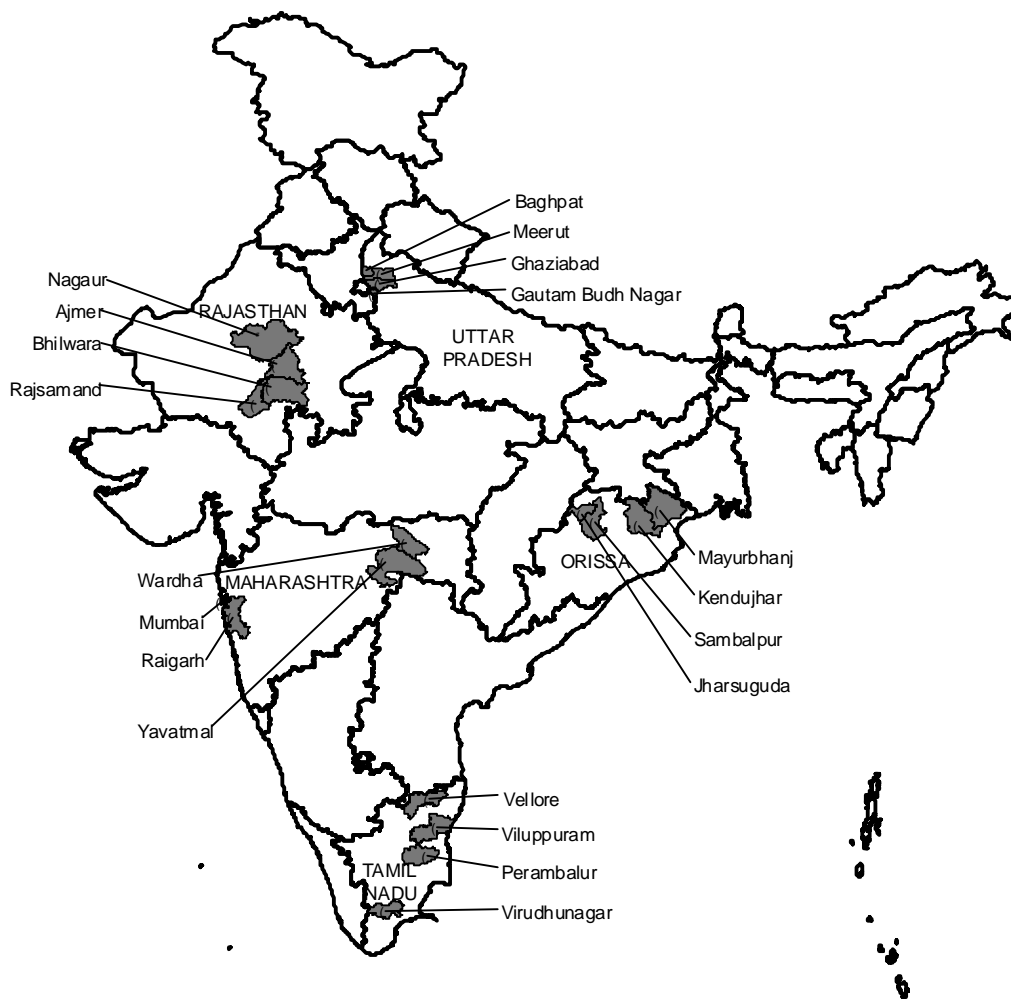 Baghpat
Meerut
Ghaziabad
Gautam Budh Nagar
Nagaur
Ajmer
Bhilwara
Rajsamand
RAJASTHAN
UTTAR
PRADESH
Wardha
Mumbai
Raigarh
Yavatmal
MAHARASHTRA
ORISSA
Mayurbhanj
Kendujhar
Sambalpur
Jharsuguda
Vellore
Viluppuram
Perambalur
Virudhunagar
TAMIL
NADU